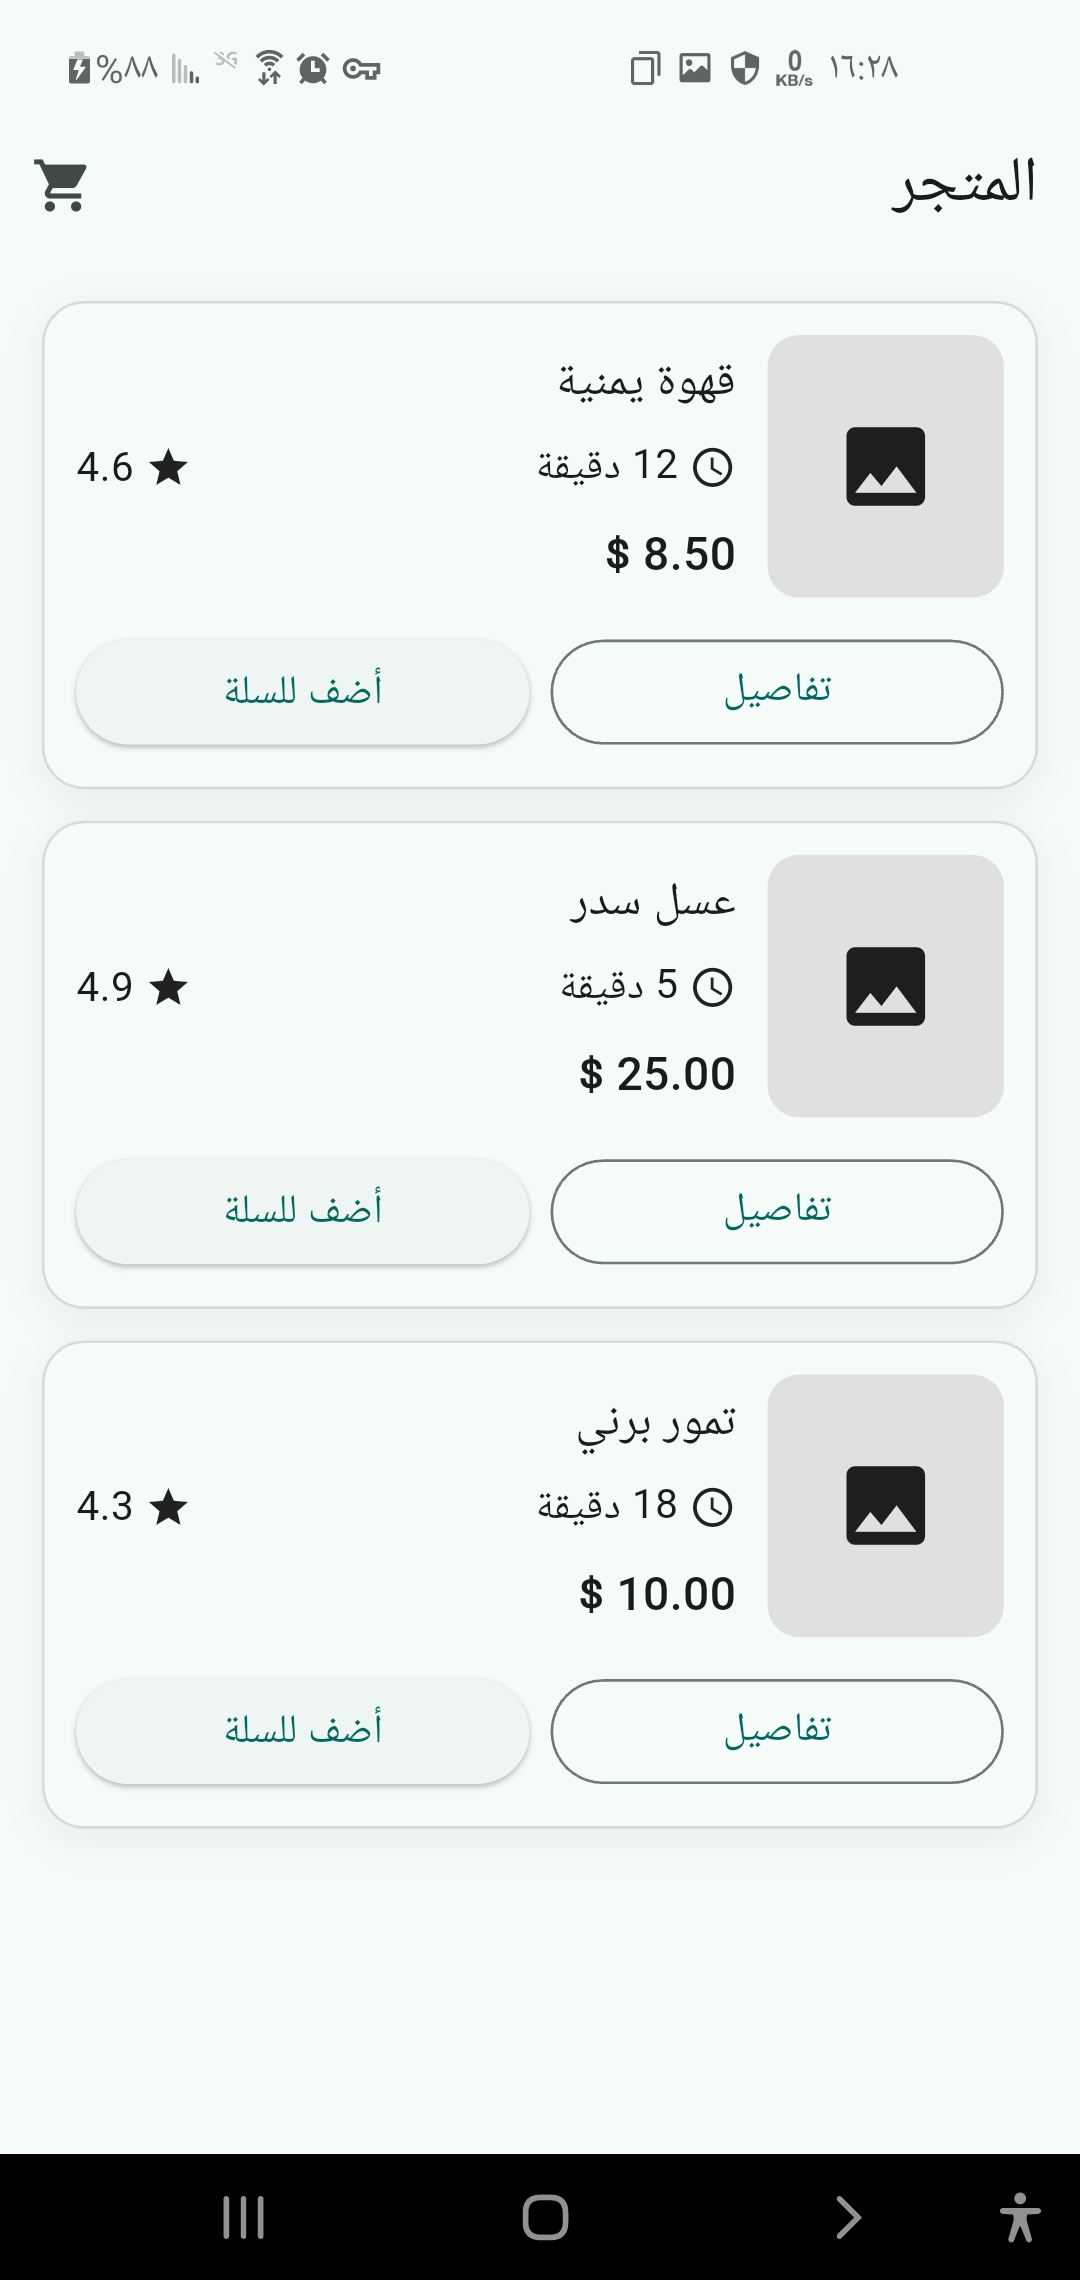 ١٦:٢٨
0 KB/s
3G
%٨٨
المتجر
قهوة يمنية
12 دقيقة
4.6
8.50 $
تفاصيل
أضف للسلة
عسل سدر
5 دقيقة
4.9
25.00 $
تفاصيل
أضف للسلة
تمور برني
18 دقيقة
4.3
10.00 $
تفاصيل
أضف للسلة